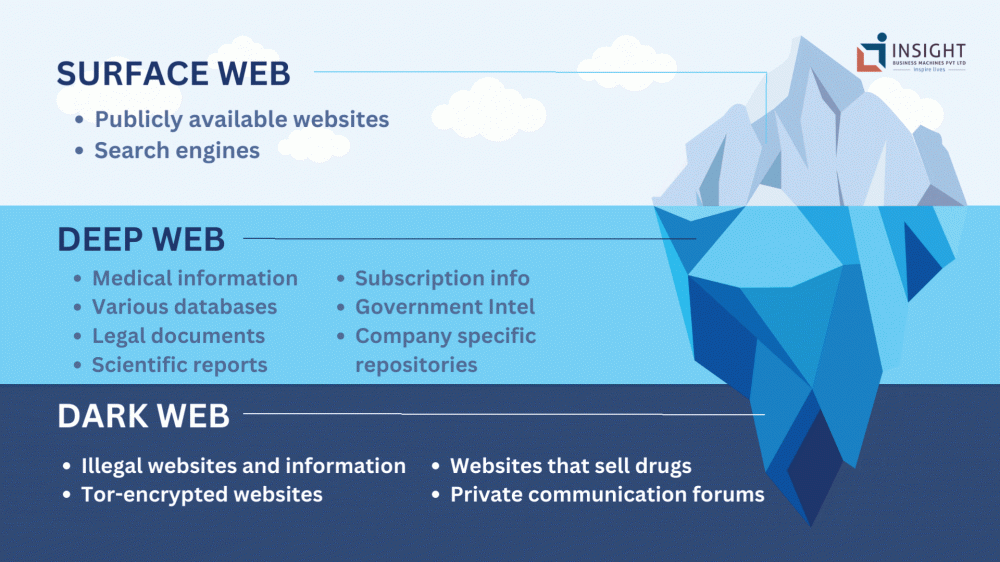 INSIGHT
BUSINESS MACHINES PVT LTD
inspire lives
SURFACE WEB
• Publicly available websites
• Search engines
DEEP WEB
• Medical information
• Various databases
• Legal documents
• Scientific reports
• Subscription info
• Government Intel
• Company specific
repositories
DARK WEB
• Illegal websites and information
• Tor-encrypted websites
• Websites that sell drugs
• Private communication forums